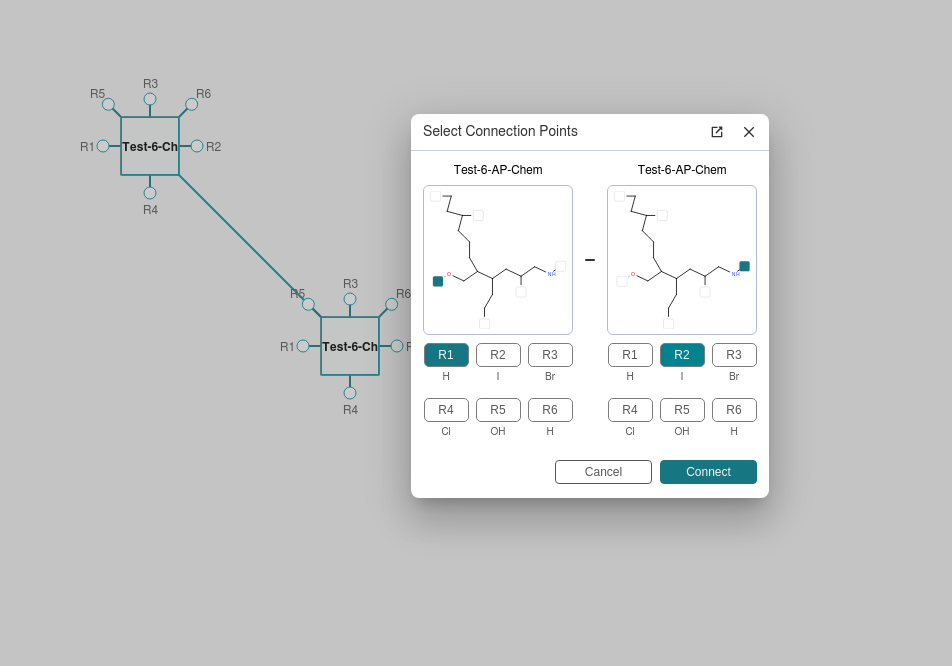 R3
R5
R6
R1
Test-6-Ch
R2
R4
R3
R5
R6
R1
Test-6-Ch
R4
Select Connection Points
Test-6-AP-Chem
Test-6-AP-Chem
O
NH
O
NH
R1 R2 R3
H I Br
R4 R5 R6
Cl OH H
R1 R2 R3
H I Br
R4 R5 R6
Cl OH H
Cancel
Connect